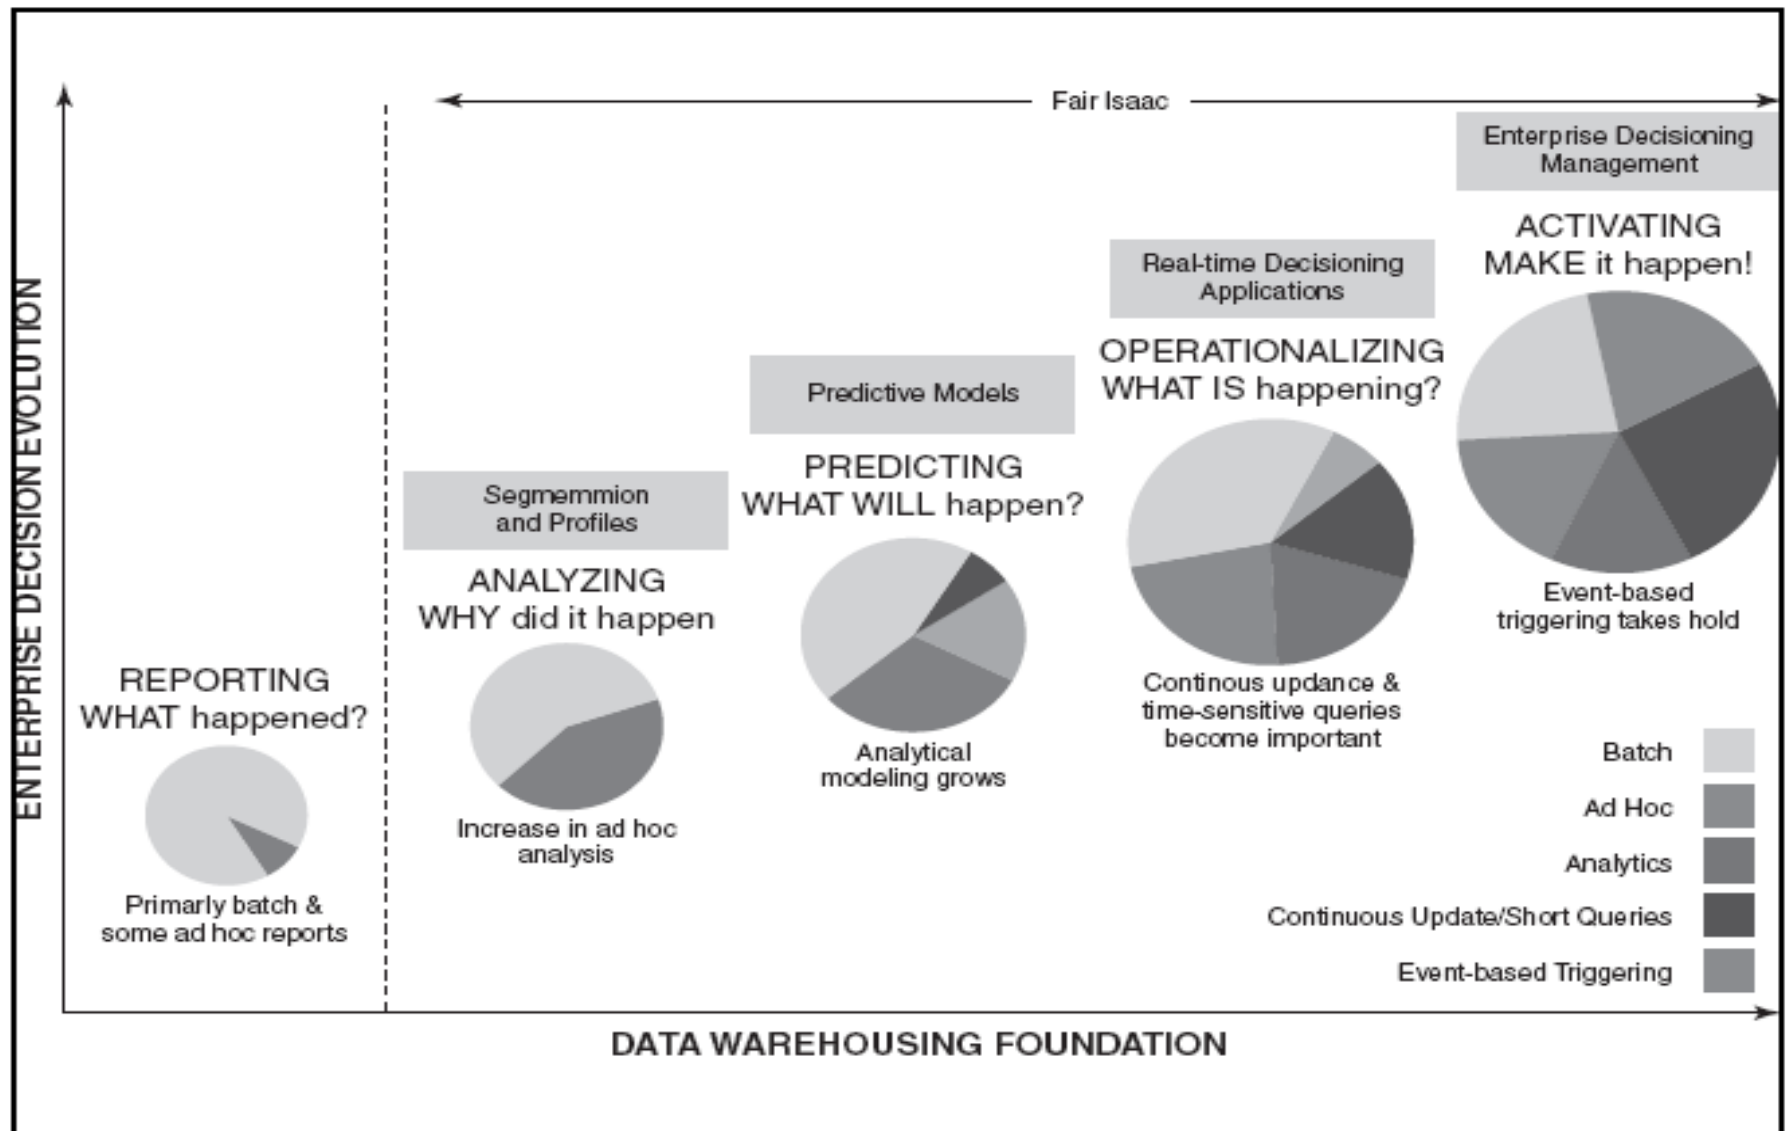 Fair Isaac
Enterprise Decisioning
Management
ACTIVATING
MAKE it happen!
Event-based
triggering takes hold
Real-time Decisioning
Applications
OPERATIONALIZING
WHAT IS happening?
Continous updance &
time-sensitive queries
become important
Predictive Models
PREDICTING
WHAT WILL happen?
Analytical
modeling grows
Segmemmion
and Profiles
ANALYZING
WHY did it happen
Increase in ad hoc
analysis
REPORTING
WHAT happened?
Primarly batch &
some ad hoc reports
ENTERPRISE DECISION EVOLUTION
Batch
Ad Hoc
Analytics
Continuous Update/Short Queries
Event-based Triggering
DATA WAREHOUSING FOUNDATION